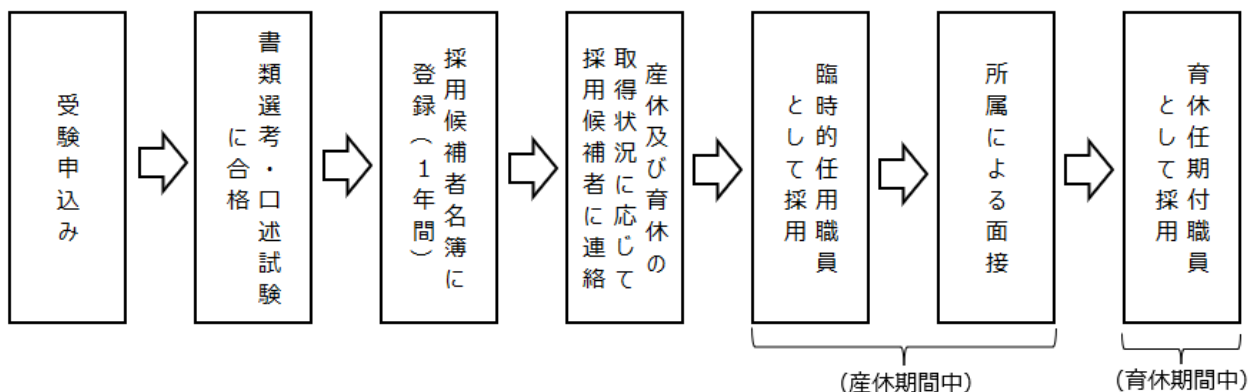 受験申込み
書類選考・口述試験
に合格
採用候補者名簿に
登録（1年間）
産休及び育休の
取得状況に応じて
採用候補者に連絡
臨時的任用職員
として採用
所属による面接
育休任期付職員
として採用
(産休期間中)
(育休期間中)